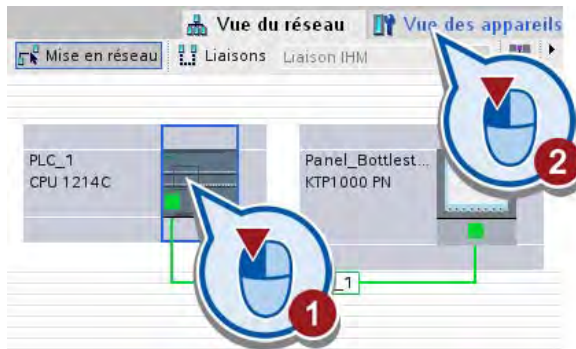 Vue du réseau Vue des appareils
Mise en réseau Liaisons Liaison IHM
PLC_1
CPU 1214C
Panel_Bottlest...
KTP1000 PN
2
_1
1